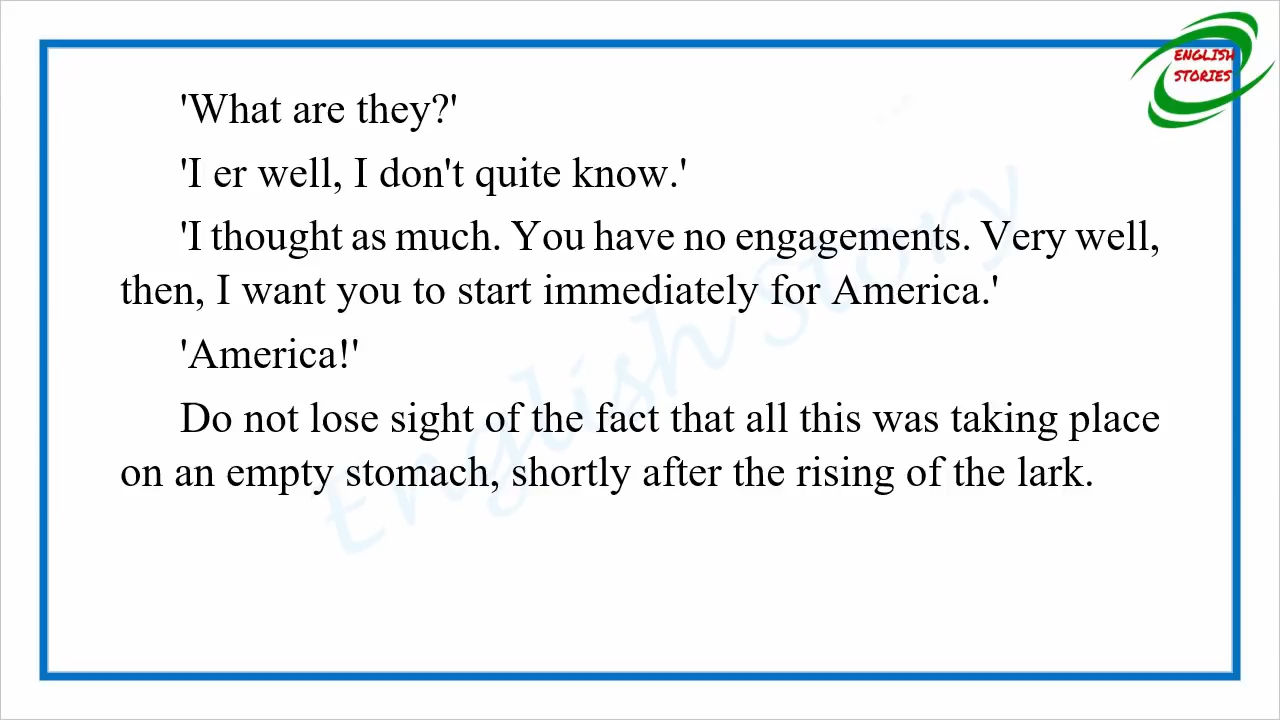 ENGLISH
STORIES
'What are they?'
'I er well, I don't quite know.'
'I thought as much. You have no engagements. Very well,
then, I want you to start immediately for America.'
'America!'
Do not lose sight of the fact that all this was taking place
on an empty stomach, shortly after the rising of the lark.
English Story